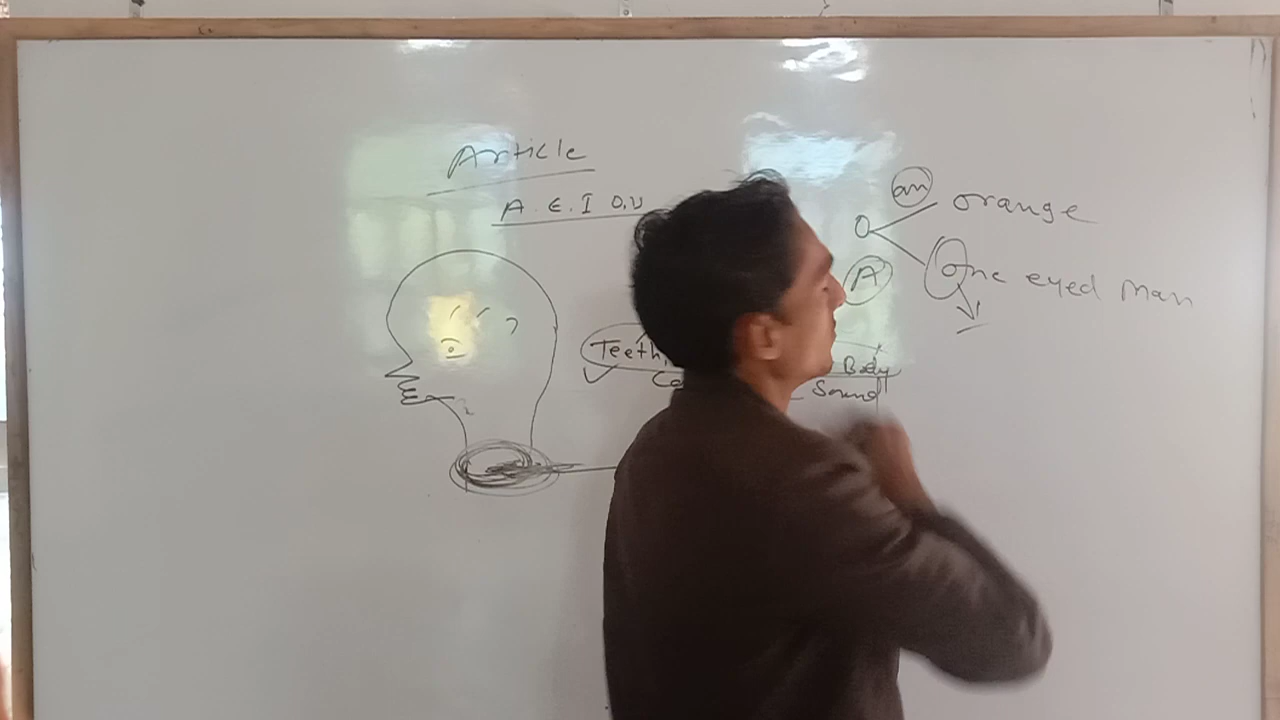 Article
A. E. I O. U
an
orange
O
A
One eyed man
Teeth,
Body
Sound